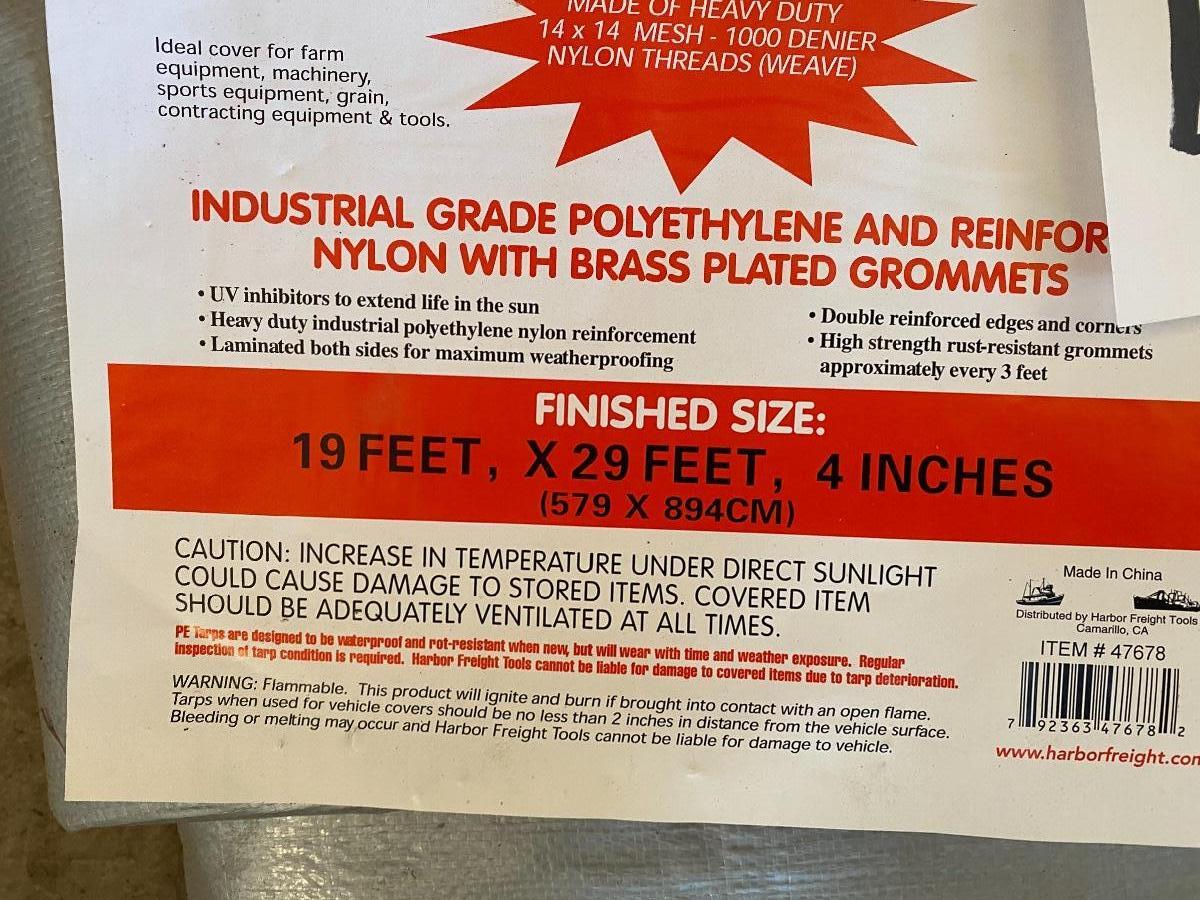 MADE OF HEAVY DUTY
14 x 14 MESH - 1000 DENIER
NYLON THREADS (WEAVE)
Ideal cover for farm
equipment, machinery,
sports equipment, grain,
contracting equipment & tools.
INDUSTRIAL GRADE POLYETHYLENE AND REINFOR
NYLON WITH BRASS PLATED GROMMETS
• UV inhibitors to extend life in the sun
• Heavy duty industrial polyethylene nylon reinforcement
• Laminated both sides for maximum weatherproofing
• Double reinforced edges and corners
• High strength rust-resistant grommets
approximately every 3 feet
FINISHED SIZE:
19 FEET, X 29 FEET, 4 INCHES
(579 X 894CM)
CAUTION: INCREASE IN TEMPERATURE UNDER DIRECT SUNLIGHT
COULD CAUSE DAMAGE TO STORED ITEMS. COVERED ITEM
SHOULD BE ADEQUATELY VENTILATED AT ALL TIMES.
PE Tarps are designed to be waterproof and rot-resistant when new, but will wear with time and weather exposure. Regular
inspection of tarp condition is required. Harbor Freight Tools cannot be liable for damage to covered items due to tarp deterioration.
WARNING: Flammable. This product will ignite and burn if brought into contact with an open flame.
Tarps when used for vehicle covers should be no less than 2 inches in distance from the vehicle surface.
Bleeding or melting may occur and Harbor Freight Tools cannot be liable for damage to vehicle.
Made In China
Distributed by Harbor Freight Tools
Camarillo, CA
ITEM # 47678
7 92363 47678 2
www.harborfreight.com